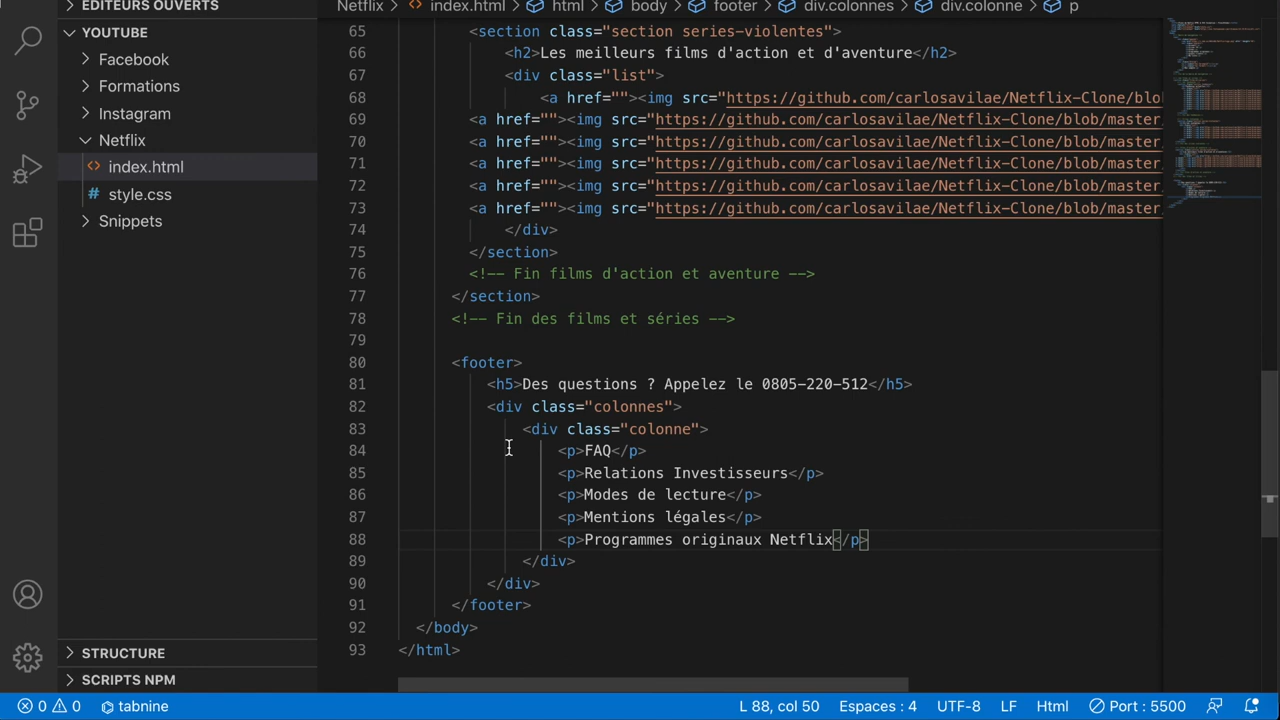 EDITEURS OUVERTS
Netflix > index.html > html > body > footer > div.colonnes > div.colonne > p
YOUTUBE
Facebook
Formations
Instagram
Netflix
index.html
style.css
Snippets
65 <section class="section series-violentes">
66 <h2>Les meilleurs films d'action et d'aventure</h2>
67 <div class="list">
68 <a href=""><img src="https://github.com/carlosavilae/Netflix-Clone/blo
69 <a href=""><img src="https://github.com/carlosavilae/Netflix-Clone/blob/master
70 <a href=""><img src="https://github.com/carlosavilae/Netflix-Clone/blob/master
71 <a href=""><img src="https://github.com/carlosavilae/Netflix-Clone/blob/master
72 <a href=""><img src="https://github.com/carlosavilae/Netflix-Clone/blob/master
73 <a href=""><img src="https://github.com/carlosavilae/Netflix-Clone/blob/master
74 </div>
75 </section>
76 <!-- Fin films d'action et aventure -->
77 </section>
78 <!-- Fin des films et séries -->
79
80 <footer>
81 <h5>Des questions ? Appelez le 0805-220-512</h5>
82 <div class="colonnes">
83 <div class="colonne">
84 <p>FAQ</p>
85 <p>Relations Investisseurs</p>
86 <p>Modes de lecture</p>
87 <p>Mentions légales</p>
88 <p>Programmes originaux Netflix</p>
89 </div>
90 </div>
91 </footer>
92 </body>
93 </html>
STRUCTURE
SCRIPTS NPM
0 0 tabnine L 88, col 50 Espaces : 4 UTF-8 LF Html Port : 5500